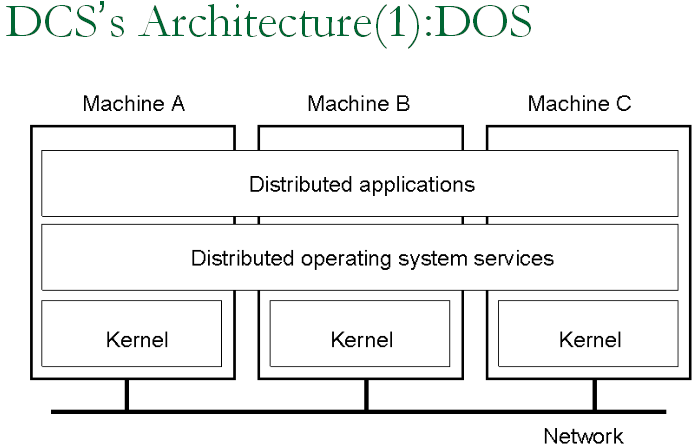 DCS’s Architecture(1):DOS
Machine A
Machine B
Machine C
Distributed applications
Distributed operating system services
Kernel
Kernel
Kernel
Network